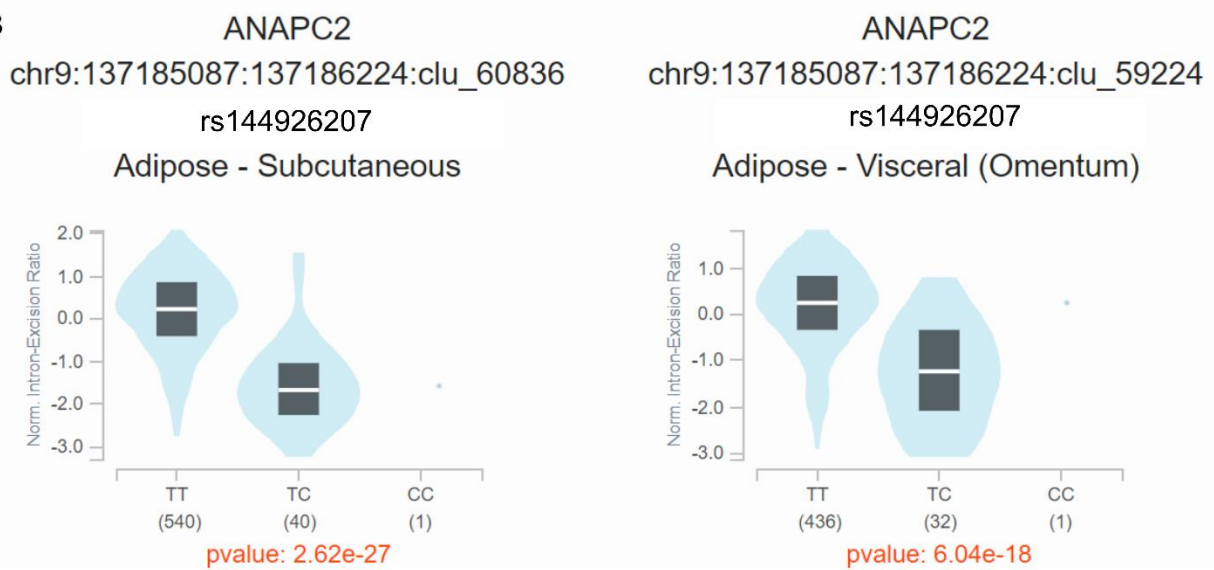 ANAPC2
chr9:137185087:137186224:clu_60836
rs144926207
Adipose - Subcutaneous
Norm. Intron-Excision Ratio
2.0
1.0
0.0
-1.0
-2.0
-3.0
TT
TC
CC
(540)
(40)
(1)
pvalue: 2.62e-27
ANAPC2
chr9:137185087:137186224:clu_59224
rs144926207
Adipose - Visceral (Omentum)
Norm. Intron-Excision Ratio
1.0
0.0
-1.0
-2.0
-3.0
TT
TC
CC
(436)
(32)
(1)
pvalue: 6.04e-18